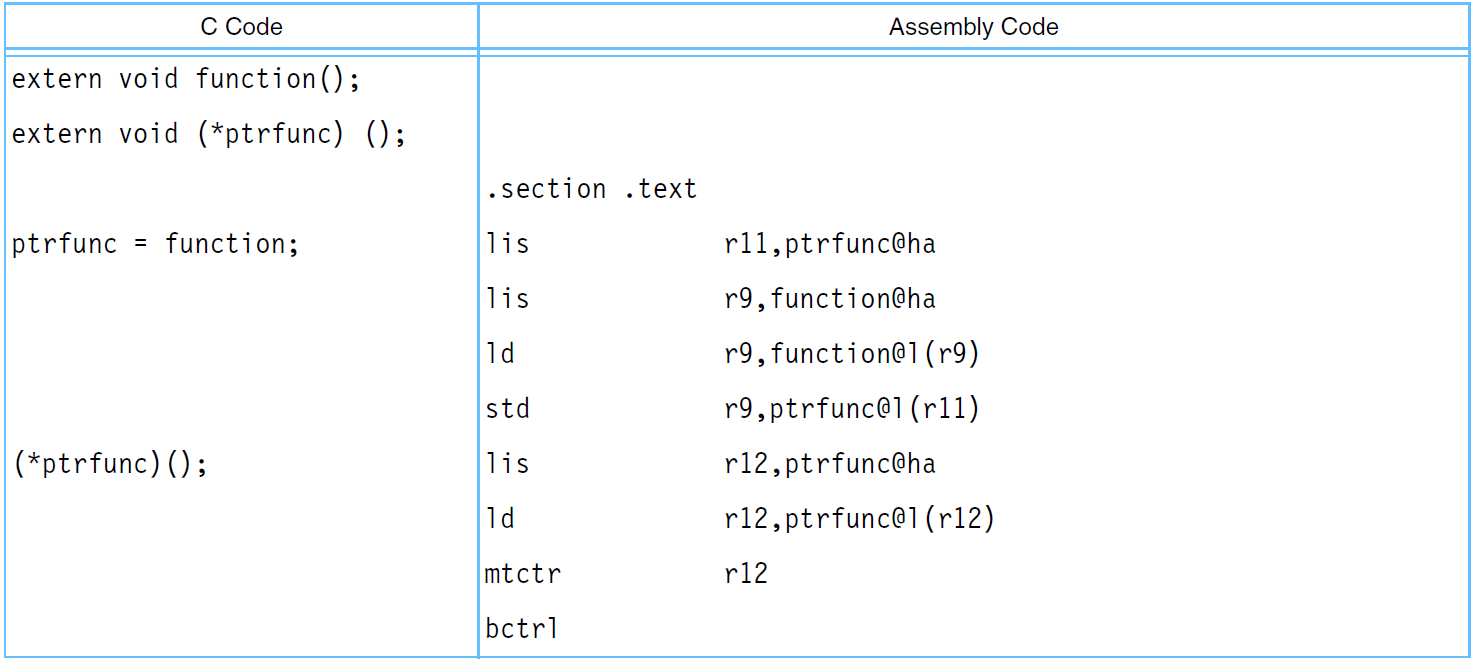 C Code Assembly Code
extern void function();
extern void (*ptrfunc) ();
.section .text
ptrfunc = function; lis r11,ptrfunc@ha
lis r9,function@ha
ld r9,function@l(r9)
std r9,ptrfunc@l(r11)
(*ptrfunc)(); lis r12,ptrfunc@ha
ld r12,ptrfunc@l(r12)
mtctr r12
bctrl